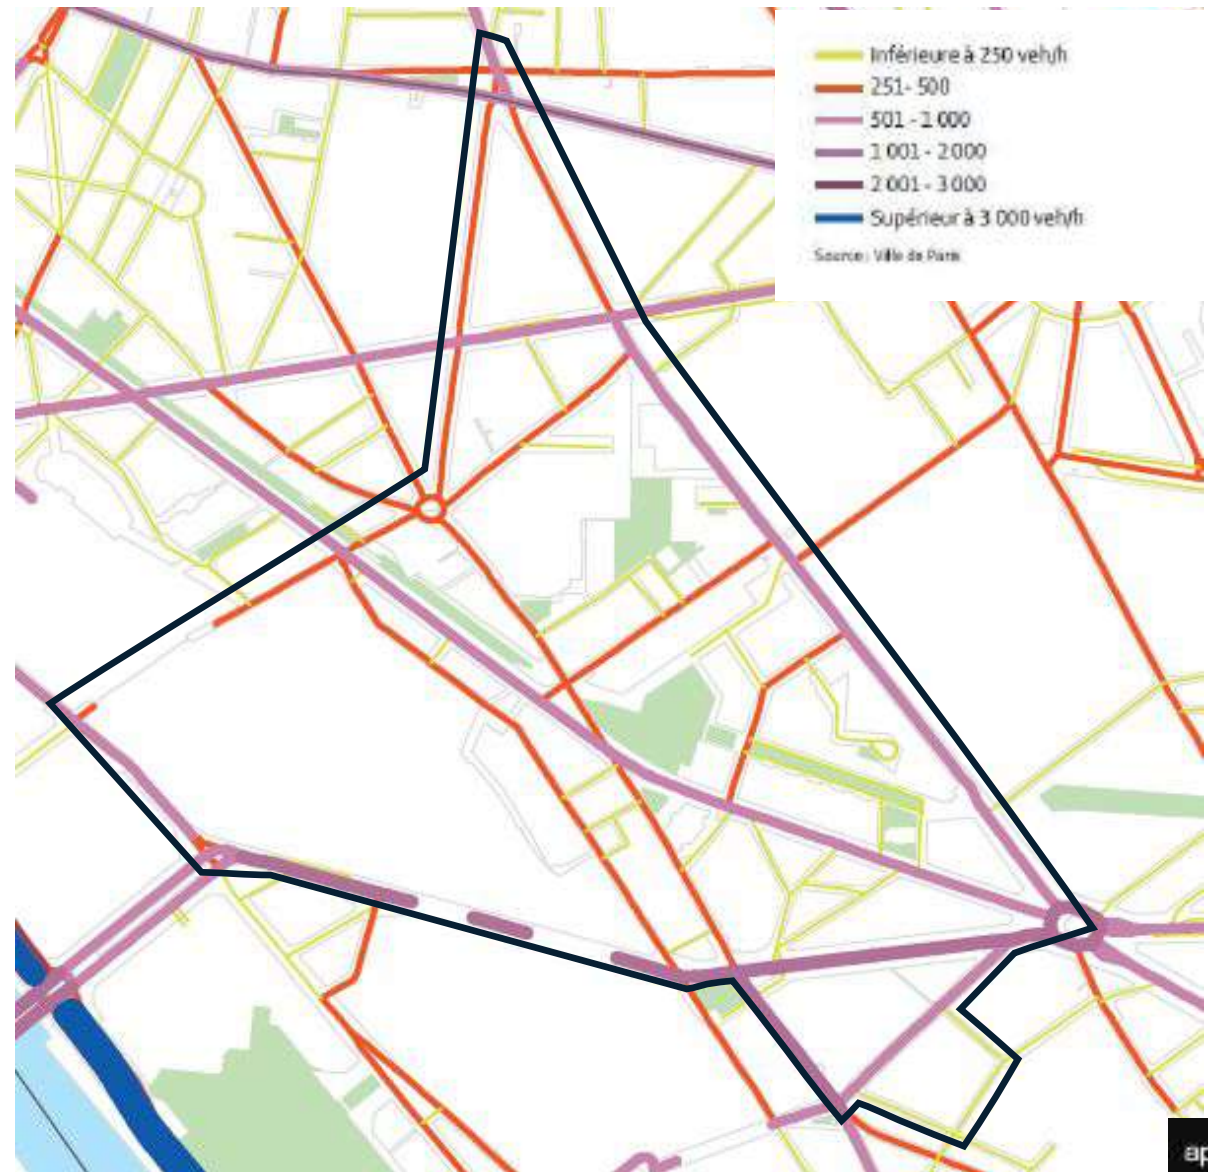 Inférieure à 250 veh/h
251- 500
501 - 1 000
1 001 - 2 000
2 001 - 3 000
Supérieur à 3 000 veh/h
Source : Ville de Paris
ap